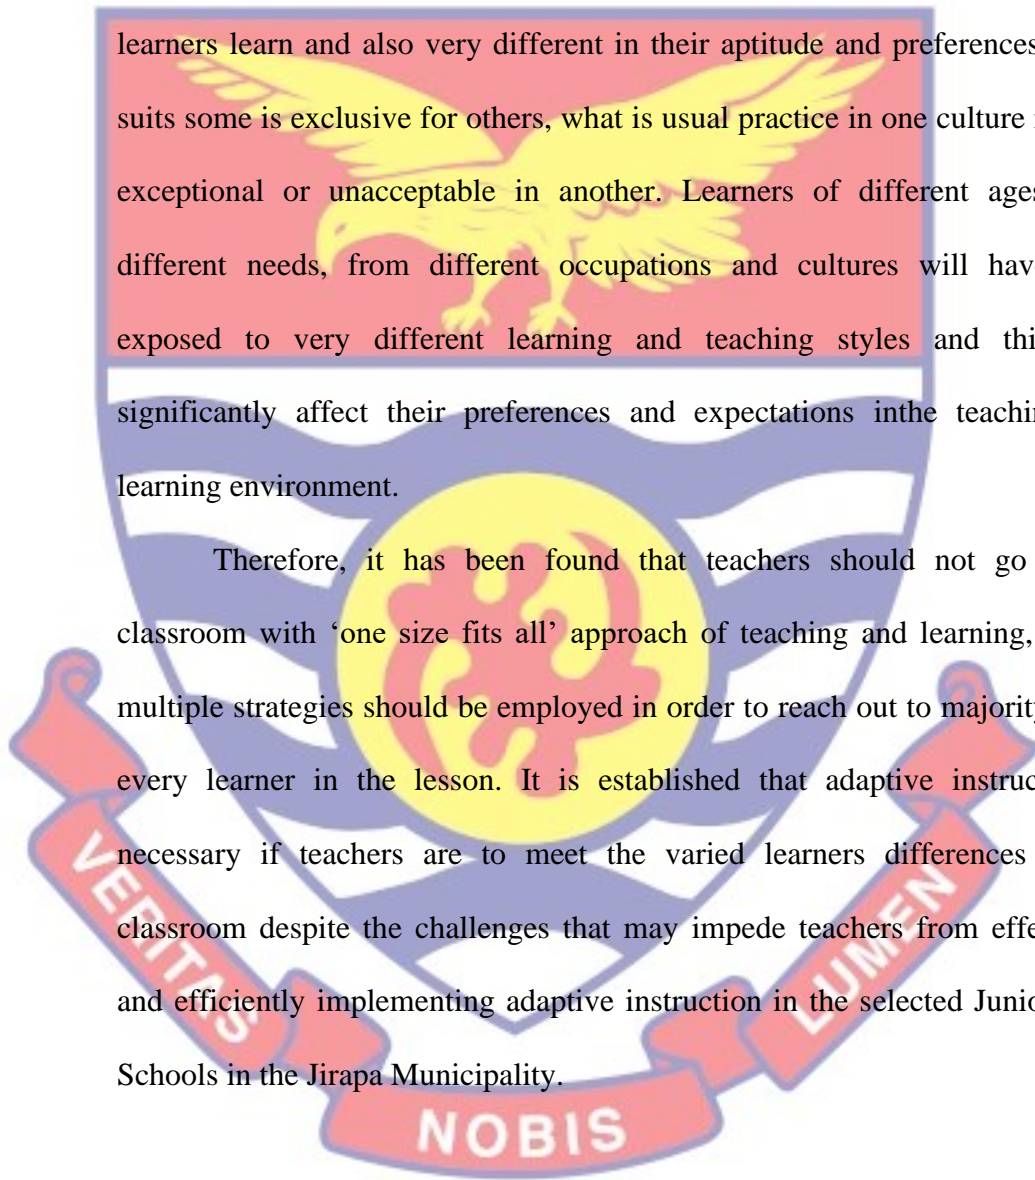 learners learn and also very different in their aptitude and preferences
suits some is exclusive for others, what is usual practice in one culture
exceptional or unacceptable in another. Learners of different ages
different needs, from different occupations and cultures will hav
exposed to very different learning and teaching styles and thi
significantly affect their preferences and expectations inthe teachin
learning environment.
Therefore, it has been found that teachers should not go
classroom with ‘one size fits all’ approach of teaching and learning,
multiple strategies should be employed in order to reach out to majority
every learner in the lesson. It is established that adaptive instruc
necessary if teachers are to meet the varied learners differences
classroom despite the challenges that may impede teachers from effe
and efficiently implementing adaptive instruction in the selected Junio
Schools in the Jirapa Municipality.
VERITAS
NOBIS
LUMEN